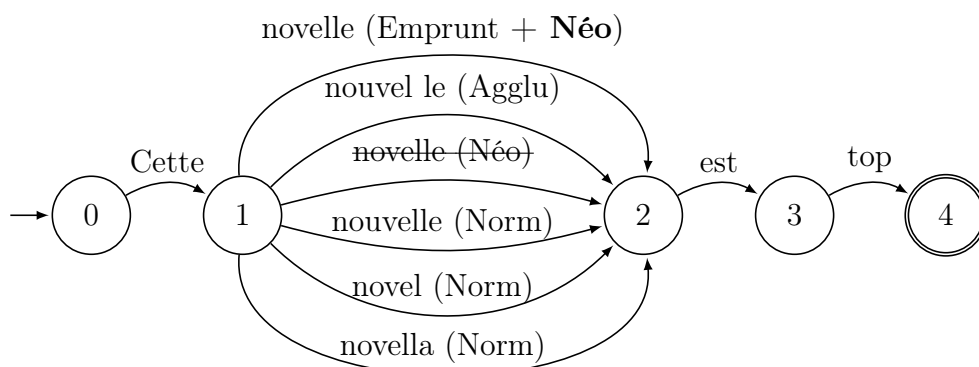 novelle (Emprunt + Néo)
nouvel le (Agglu)
novelle (Néo)
Cette
est
top
0
1
2
3
4
nouvelle (Norm)
novel (Norm)
novella (Norm)